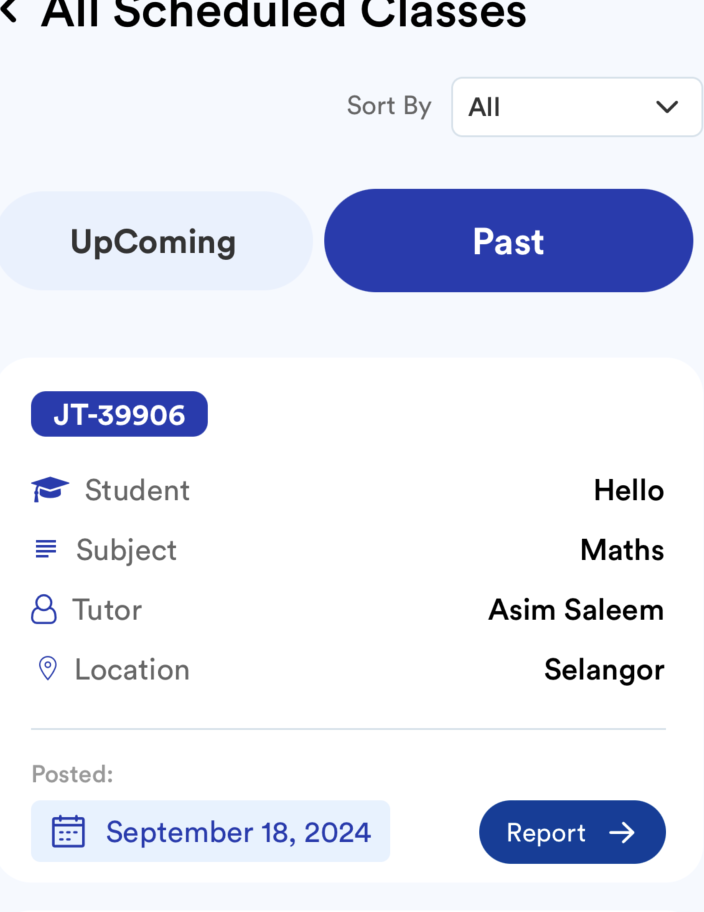 All Scheduled Classes
Sort By All
UpComing Past
JT-39906
Student Hello
Subject Maths
Tutor Asim Saleem
Location Selangor
Posted:
September 18, 2024 Report